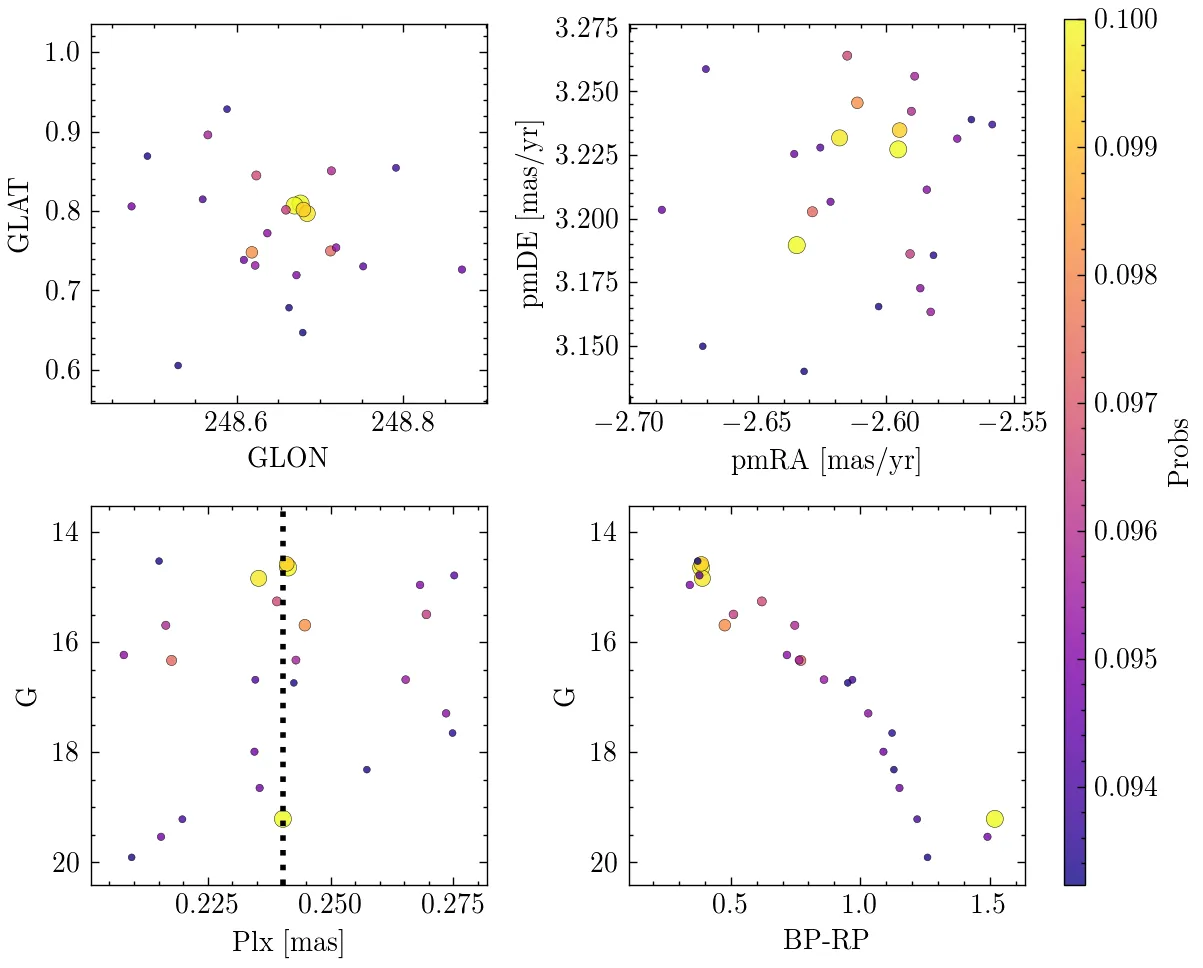 1.0
0.9
0.8
0.7
0.6
GLAT
248.6 248.8
GLON
3.275
3.250
3.225
3.200
3.175
3.150
pmDE [mas/yr]
−2.70 −2.65 −2.60 −2.55
pmRA [mas/yr]
0.100
0.099
0.098
0.097
0.096
0.095
0.094
Probs
14
16
18
20
G
0.225 0.250 0.275
Plx [mas]
14
16
18
20
G
0.5 1.0 1.5
BP-RP